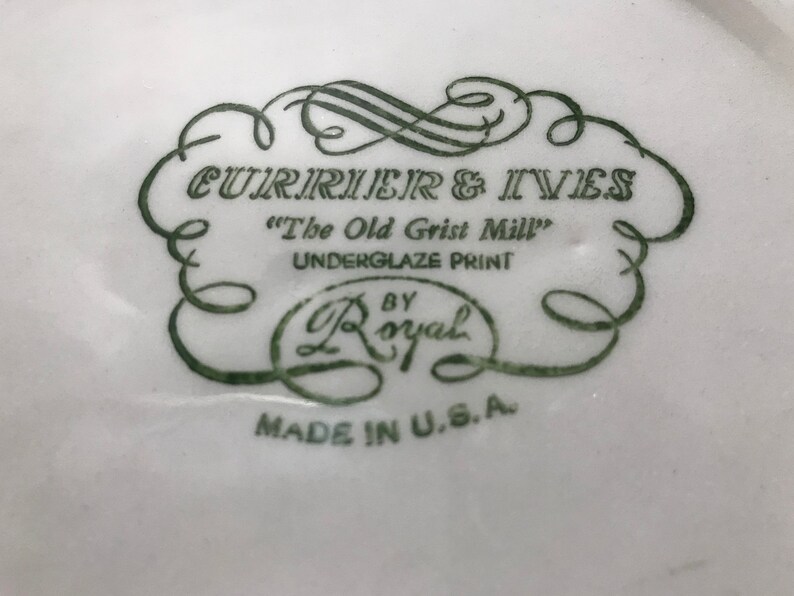 CURRIER & IVES
"The Old Grist Mill"
UNDERGLAZE PRINT
BY
Royal
MADE IN U.S.A.